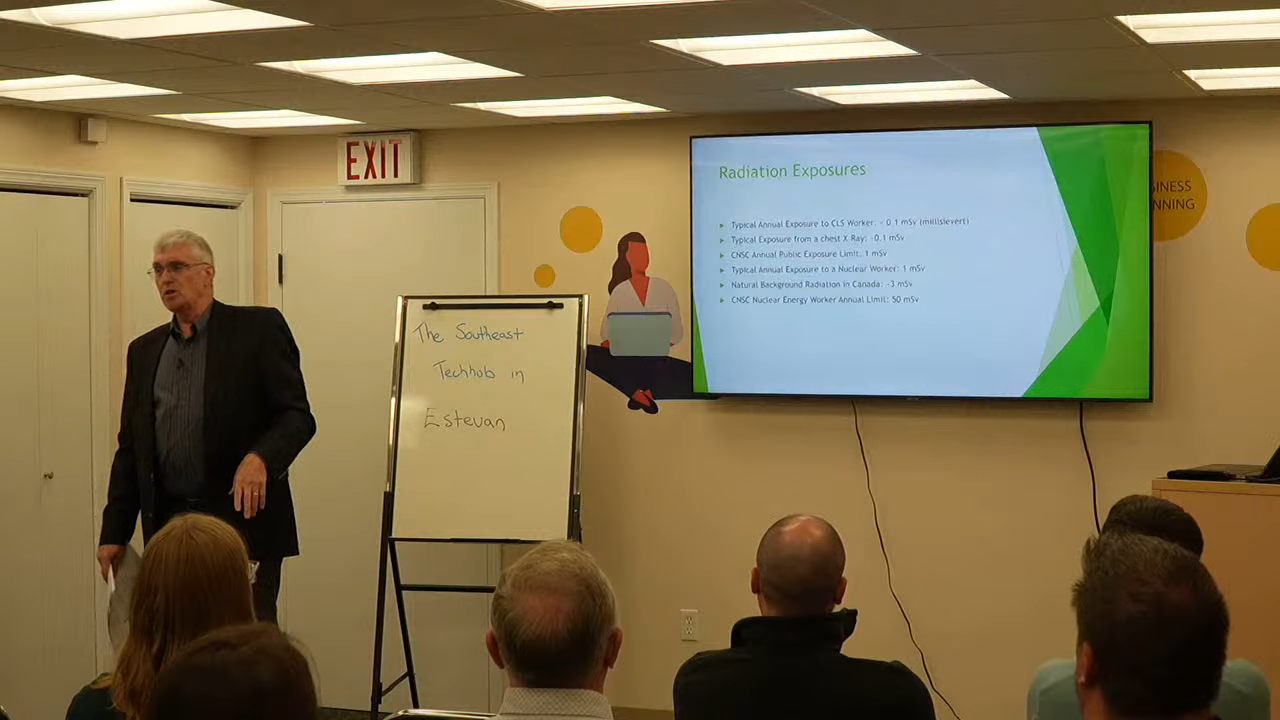 EXIT
The Southeast
Techhub in
Estevan
Radiation Exposures
Typical Annual Exposure to CLS Worker: ~ 0.1 mSv (millisievert)
Typical Exposure from a chest X Ray: ~0.1 mSv
CNSC Annual Public Exposure Limit: 1 mSv
Typical Annual Exposure to a Nuclear Worker: 1 mSv
Natural Background Radiation in Canada: ~3 mSv
CNSC Nuclear Energy Worker Annual Limit: 50 mSv
INESS
NNING